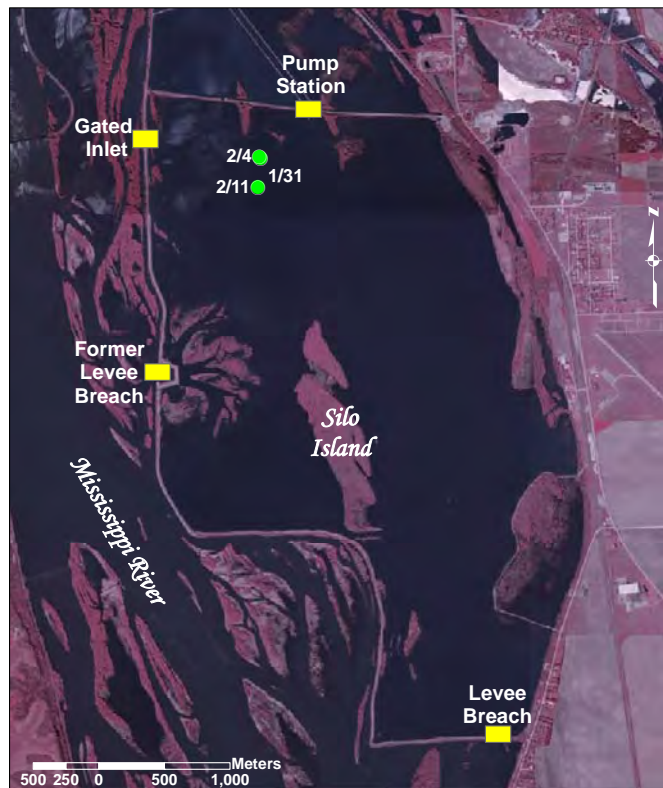 Pump
Station
Gated
Inlet
2/4
1/31
2/11
Former
Levee
Breach
Silo
Island
Mississippi River
N
Levee
Breach
Meters
500 250 0 500 1,000